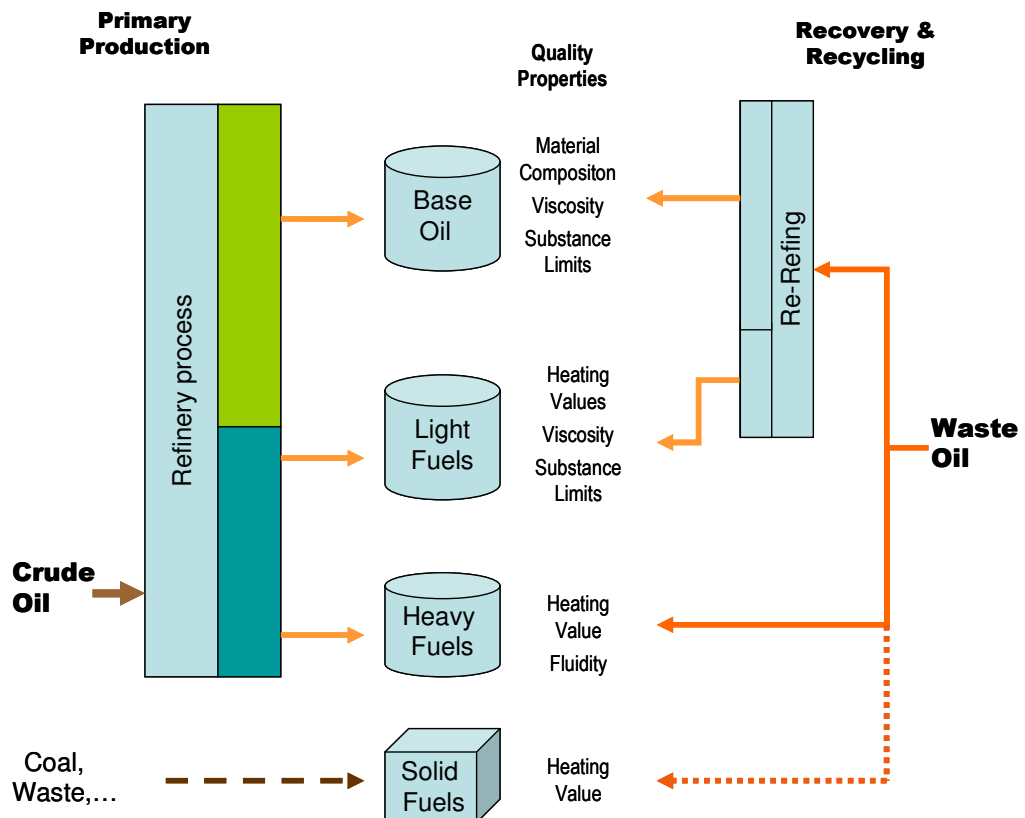 Primary
Production
Quality
Properties
Recovery &
Recycling
Refinery process
Base
Oil
Material
Compositon
Viscosity
Substance
Limits
Re-Refing
Light
Fuels
Heating
Values
Viscosity
Substance
Limits
Waste
Oil
Crude
Oil
Heavy
Fuels
Heating
Value
Fluidity
Coal,
Waste,...
Solid
Fuels
Heating
Value